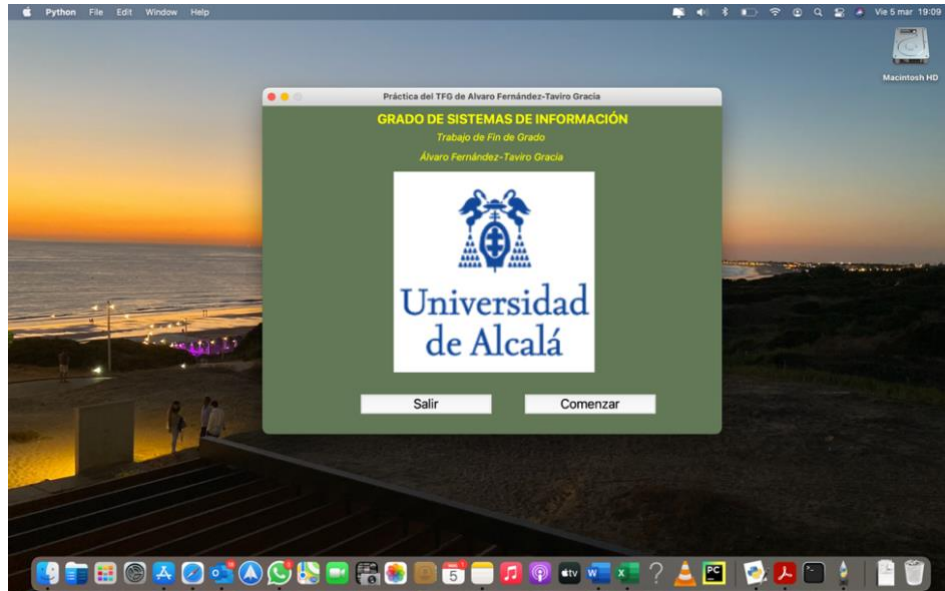 Python File Edit Window Help
Vie 5 mar 19:09
Macintosh HD
Práctica del TFG de Alvaro Fernández-Taviro Gracia
GRADO DE SISTEMAS DE INFORMACIÓN
Trabajo de Fin de Grado
Álvaro Fernández-Taviro Gracia
Universidad
de Alcalá
Salir
Comenzar
5
tv
W
X
PC